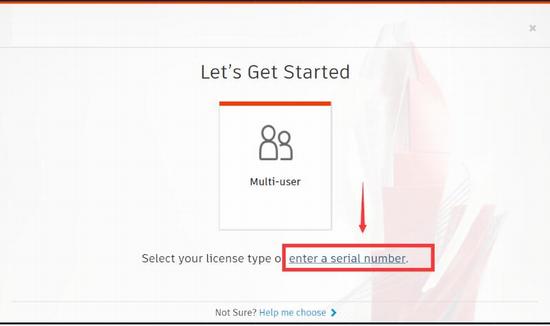 Let's Get Started
Multi-user
Select your license type o enter a serial number.
Not Sure? Help me choose